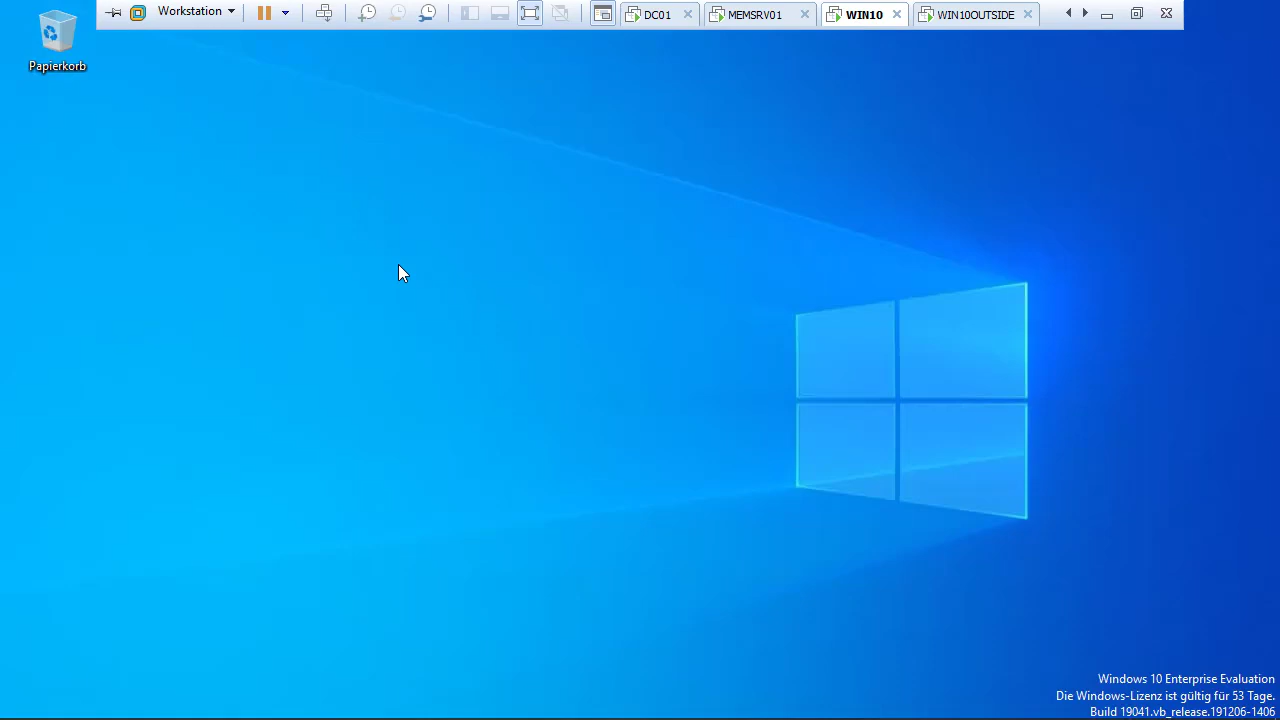 Workstation
DC01
MEMSRV01
WIN10
WIN10OUTSIDE
Papierkorb
Windows 10 Enterprise Evaluation
Die Windows-Lizenz ist gültig für 53 Tage.
Build 19041.vb_release.191206-1406